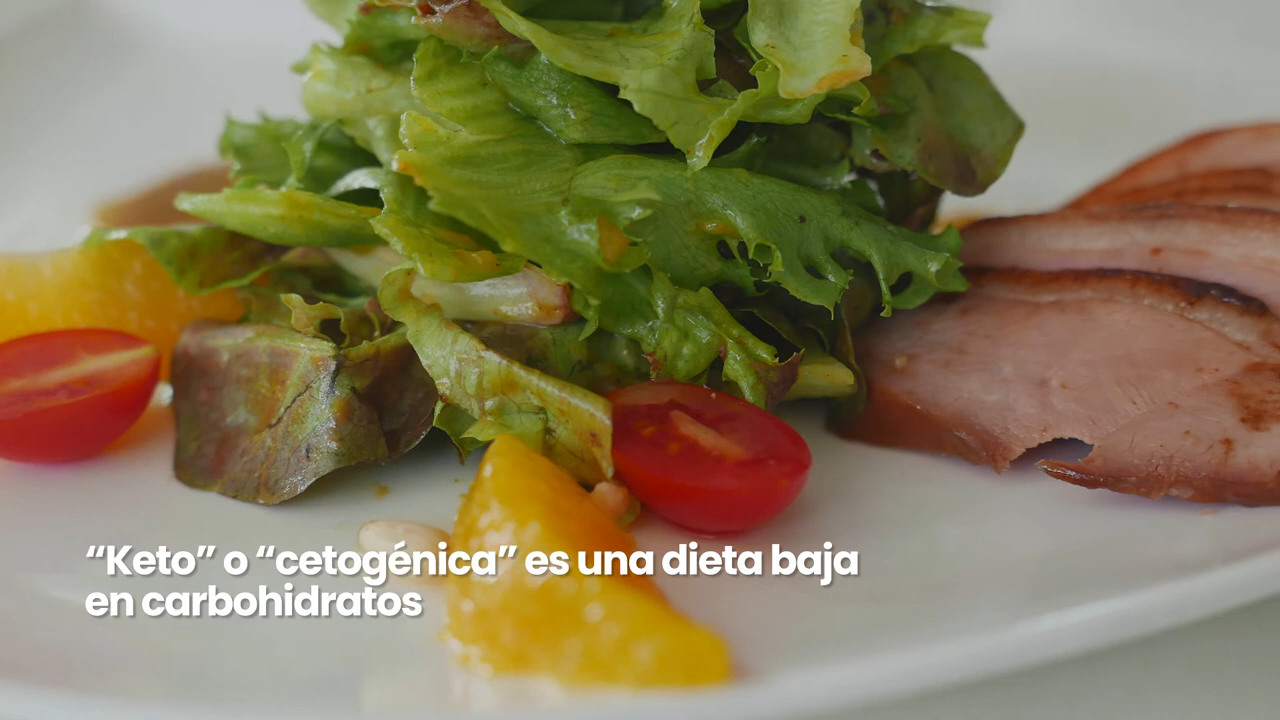 “Keto” o “cetogénica” es una dieta baja
en carbohidratos